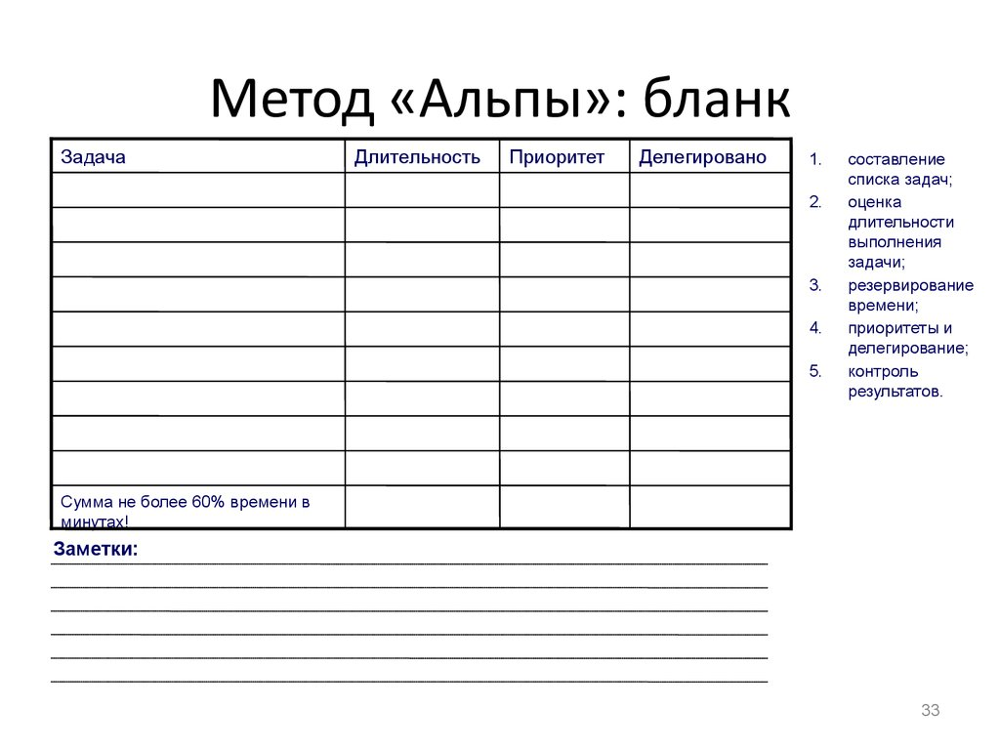 Метод «Альпы»: бланк
Задача Длительность Приоритет Делегировано
Сумма не более 60% времени в
минутах!
Заметки:
1. составление
списка задач;
2. оценка
длительности
выполнения
задачи;
3. резервирование
времени;
4. приоритеты и
делегирование;
5. контроль
результатов.
33